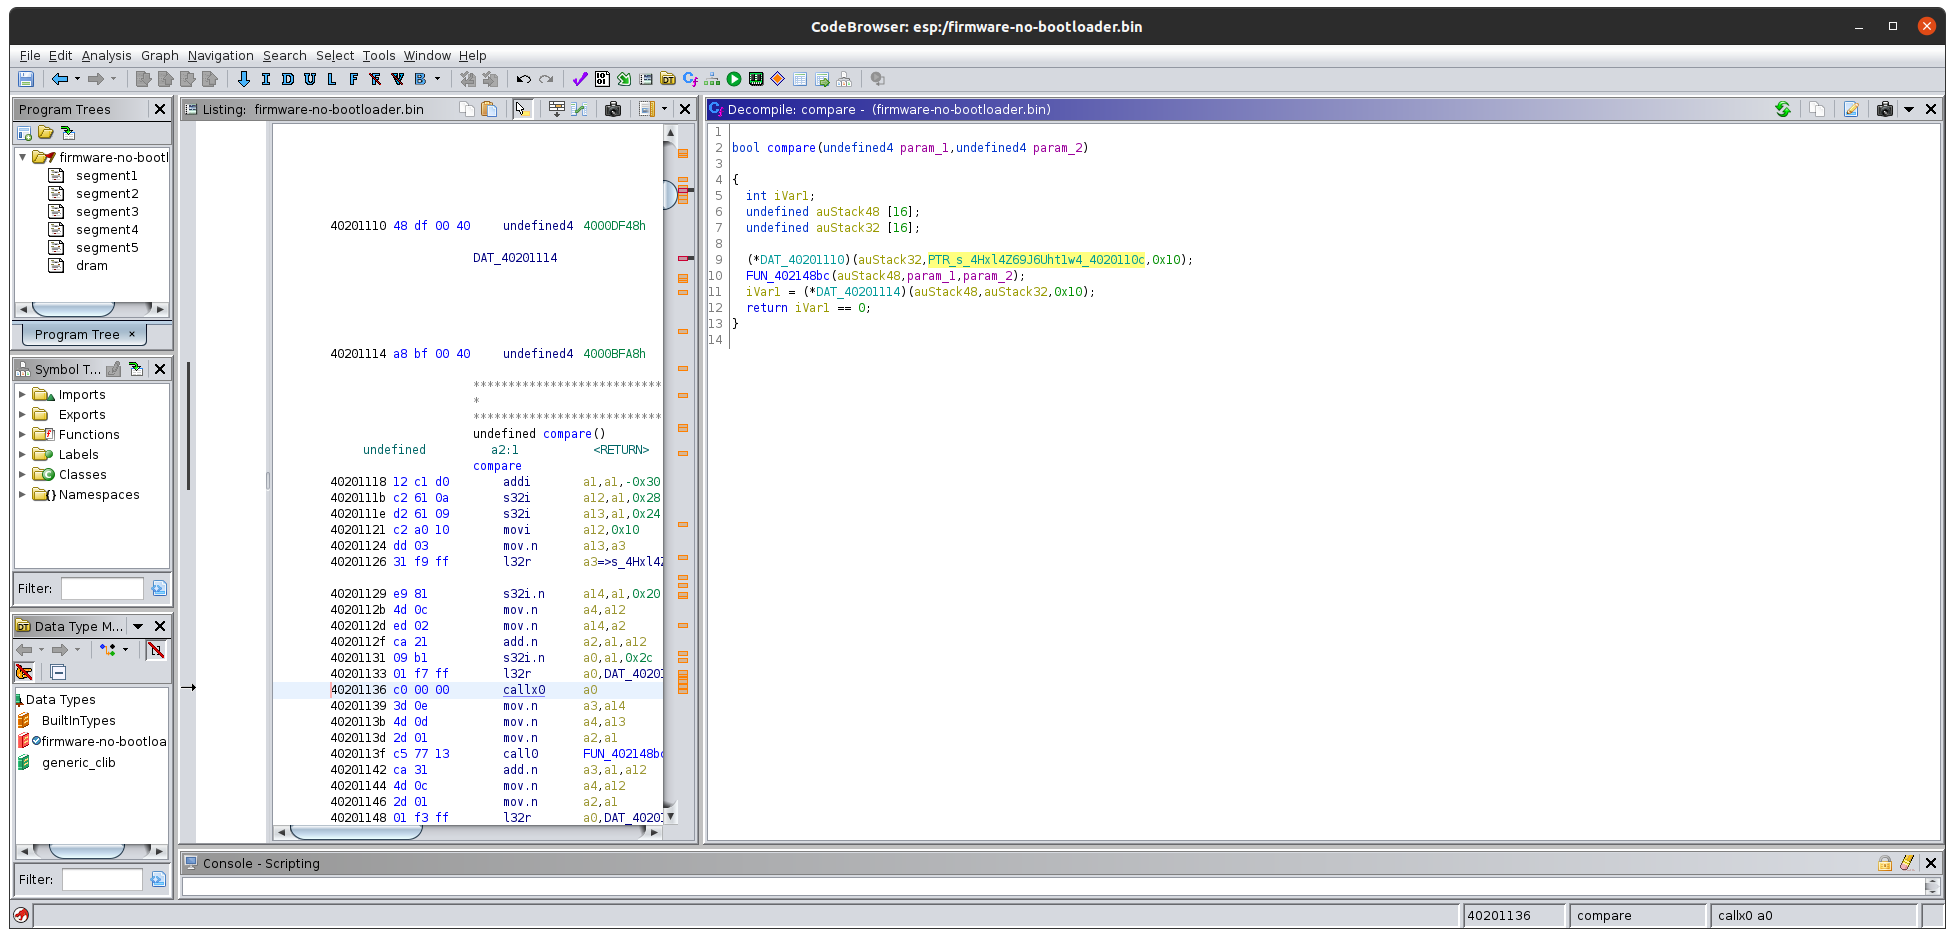 CodeBrowser: esp:/firmware-no-bootloader.bin
File Edit Analysis Graph Navigation Search Select Tools Window Help
I D U L F B
Program Trees
firmware-no-bootl
segment1
segment2
segment3
segment4
segment5
dram
Program Tree ×
Symbol T...
Imports
Exports
Functions
Labels
Classes
Namespaces
Filter:
Data Type M...
Data Types
BuiltInTypes
firmware-no-bootloa
generic_clib
Filter:
Listing: firmware-no-bootloader.bin
40201110 48 df 00 40 undefined4 4000DF48h
DAT_40201114
40201114 a8 bf 00 40 undefined4 4000BFA8h
***************************
*
***************************
undefined compare()
undefined a2:1 <RETURN>
compare
40201118 12 c1 d0 addi a1,a1,-0x30
4020111b c2 61 0a s32i a12,a1,0x28
4020111e d2 61 09 s32i a13,a1,0x24
40201121 c2 a0 10 movi a12,0x10
40201124 dd 03 mov.n a13,a3
40201126 31 f9 ff l32r a3=>s_4Hxl4Z
40201129 e9 81 s32i.n a14,a1,0x20
4020112b 4d 0c mov.n a4,a12
4020112d ed 02 mov.n a14,a2
4020112f ca 21 add.n a2,a1,a12
40201131 09 b1 s32i.n a0,a1,0x2c
40201133 01 f7 ff l32r a0,DAT_40201
40201136 c0 00 00 callx0 a0
40201139 3d 0e mov.n a3,a14
4020113b 4d 0d mov.n a4,a13
4020113d 2d 01 mov.n a2,a1
4020113f c5 77 13 call0 FUN_402148bc
40201142 ca 31 add.n a3,a1,a12
40201144 4d 0c mov.n a4,a12
40201146 2d 01 mov.n a2,a1
40201148 01 f3 ff l32r a0,DAT_40201
Decompile: compare - (firmware-no-bootloader.bin)
1
2 bool compare(undefined4 param_1,undefined4 param_2)
3
4 {
5 int iVar1;
6 undefined auStack48 [16];
7 undefined auStack32 [16];
8
9 (*DAT_40201110)(auStack32,PTR_s_4Hxl4Z69J6Uht1w4_4020110c,0x10);
10 FUN_402148bc(auStack48,param_1,param_2);
11 iVar1 = (*DAT_40201114)(auStack48,auStack32,0x10);
12 return iVar1 == 0;
13 }
14
Console - Scripting
40201136 compare callx0 a0